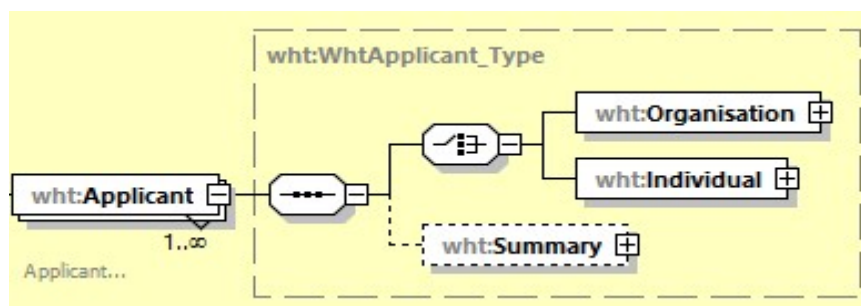 wht:WhtApplicant_Type
wht:Organisation
wht:Individual
wht:Applicant
1..∞
wht:Summary
Applicant...